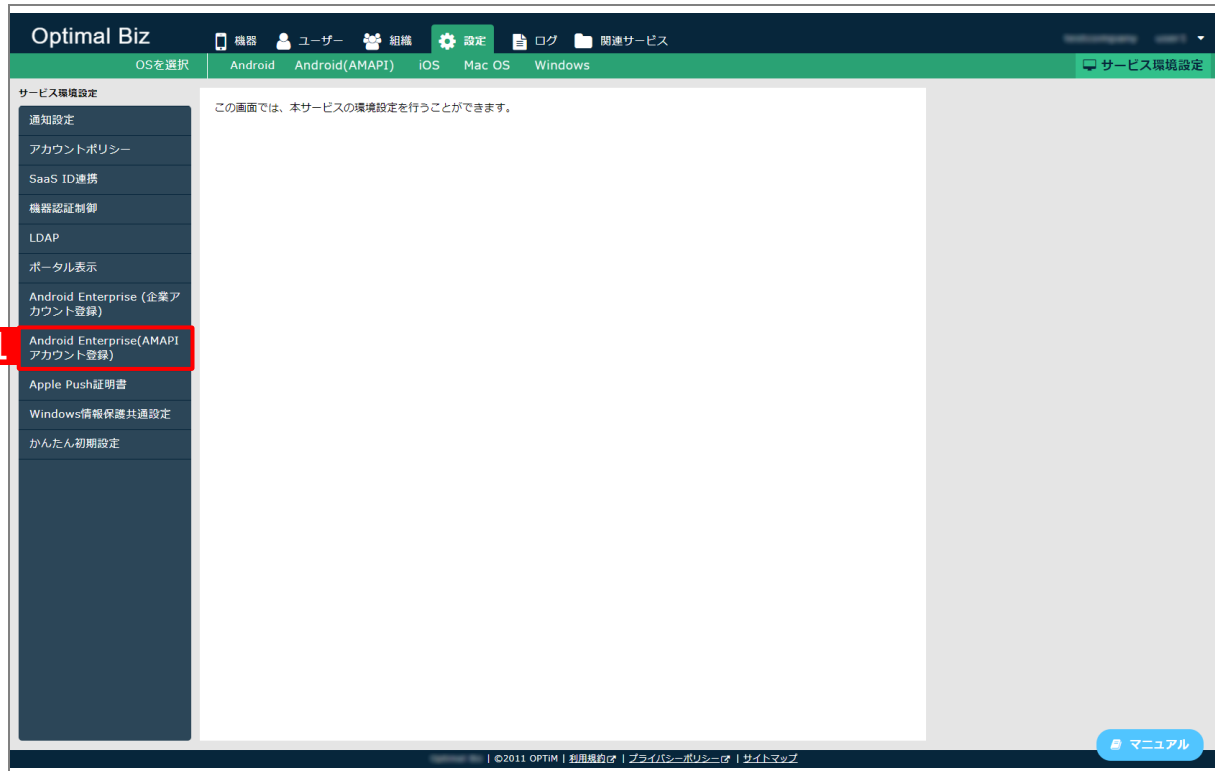 Optimal Biz
機器 ユーザー 組織 設定 ログ 関連サービス
OSを選択 Android Android(AMAPI) iOS Mac OS Windows サービス環境設定
サービス環境設定
この画面では、本サービスの環境設定を行うことができます。
通知設定
アカウントポリシー
SaaS ID連携
機器認証制御
LDAP
ポータル表示
Android Enterprise (企業ア
カウント登録)
1
Android Enterprise(AMAPI
アカウント登録)
Apple Push証明書
Windows情報保護共通設定
かんたん初期設定
マニュアル
| ©2011 OPTiM | 利用規約 | プライバシーポリシー | サイトマップ